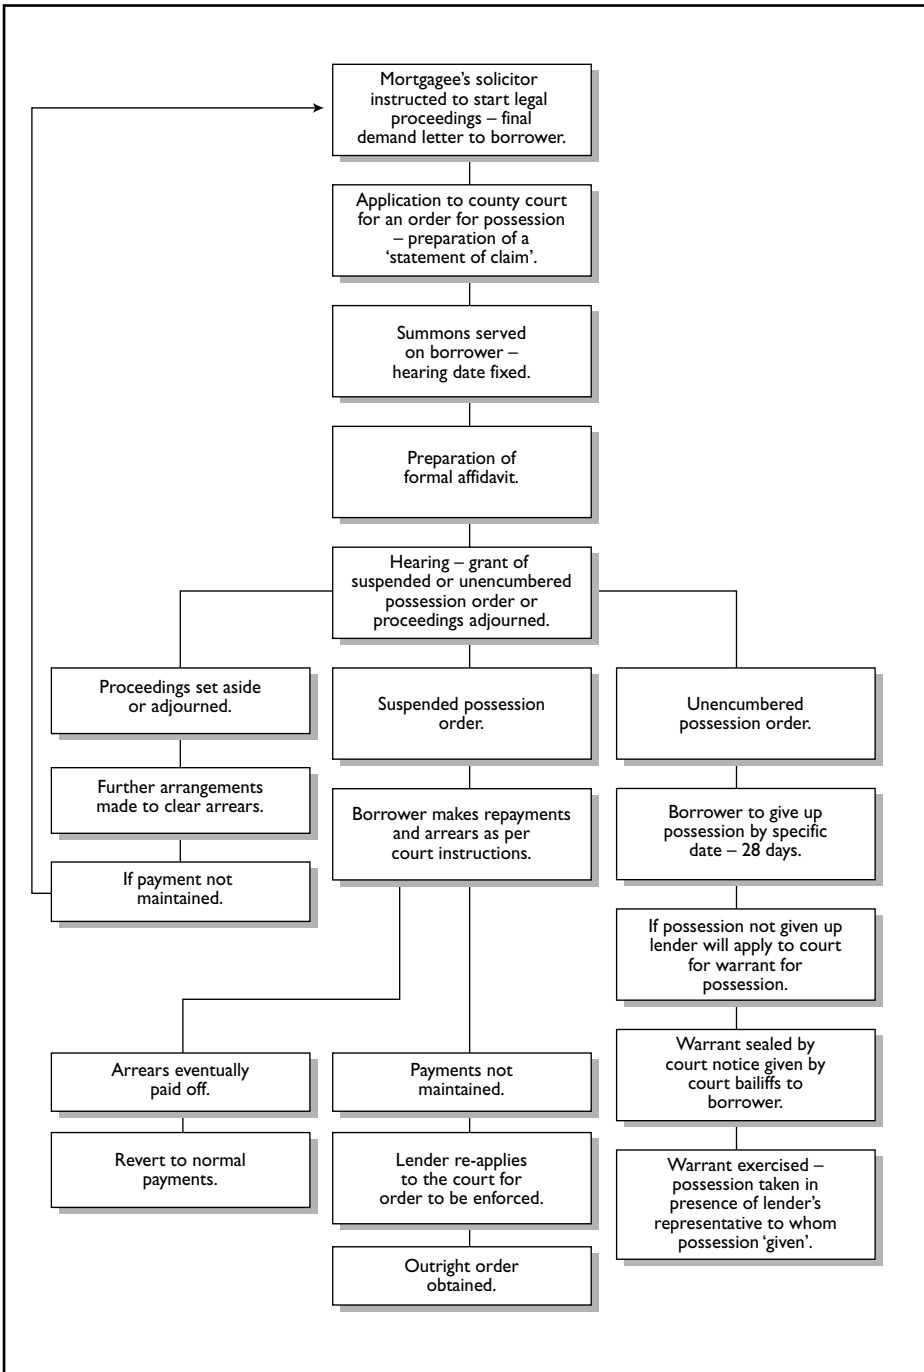 Mortgagee's solicitor
instructed to start legal
proceedings – final
demand letter to borrower.
Application to county court
for an order for possession
– preparation of a
‘statement of claim’.
Summons served
on borrower –
hearing date fixed.
Preparation of
formal affidavit.
Hearing – grant of
suspended or unencumbered
possession order or
proceedings adjourned.
Proceedings set aside
or adjourned.
Further arrangements
made to clear arrears.
If payment not
maintained.
Suspended possession
order.
Borrower makes repayments
and arrears as per
court instructions.
Arrears eventually
paid off.
Revert to normal
payments.
Payments not
maintained.
Lender re-applies
to the court for
order to be enforced.
Outright order
obtained.
Unencumbered
possession order.
Borrower to give up
possession by specific
date – 28 days.
If possession not given up
lender will apply to court
for warrant for
possession.
Warrant sealed by
court notice given by
court bailiffs to
borrower.
Warrant exercised –
possession taken in
presence of lender's
representative to whom
possession ‘given’.